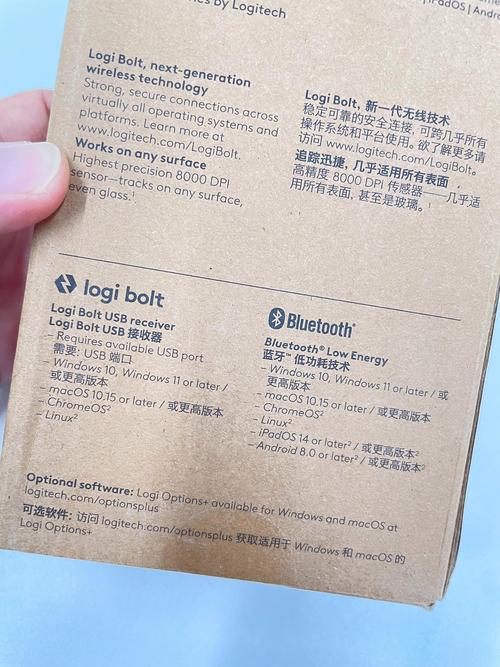 es by Logitech
iPadOS | Andro
Logi Bolt, next-generation
wireless technology
Strong, secure connections across
virtually all operating systems and
platforms. Learn more at
www.logitech.com/LogiBolt.
Works on any surface
Highest precision 8000 DPI
sensor—tracks on any surface,
even glass.¹
Logi Bolt, 新一代无线技术
稳定可靠的安全连接, 可跨几乎所有
操作系统和平台使用。欲了解更多请
访问 www.logitech.com/LogiBolt。
追踪迅捷, 几乎适用所有表面
高精度 8000 DPI 传感器——几乎适
用所有表面, 甚至是玻璃。¹
logi bolt
Logi Bolt USB receiver
Logi Bolt USB 接收器
– Requires available USB port
需要: USB 端口
– Windows 10, Windows 11 or later /
或更高版本
– macOS 10.15 or later / 或更高版本
– ChromeOS²
– Linux²
Bluetooth®
Bluetooth® Low Energy
蓝牙™ 低功耗技术
– Windows 10, Windows 11 or later / 或
更高版本
– macOS 10.15 or later / 或更高版本
– ChromeOS²
– Linux²
– iPadOS 14 or later² / 或更高版本²
– Android 8.0 or later² / 或更高版本²
Optional software: Logi Options+ available for Windows and macOS at
logitech.com/optionsplus
可选软件: 访问 logitech.com/optionsplus 获取适用于 Windows 和 macOS 的
Logi Options+